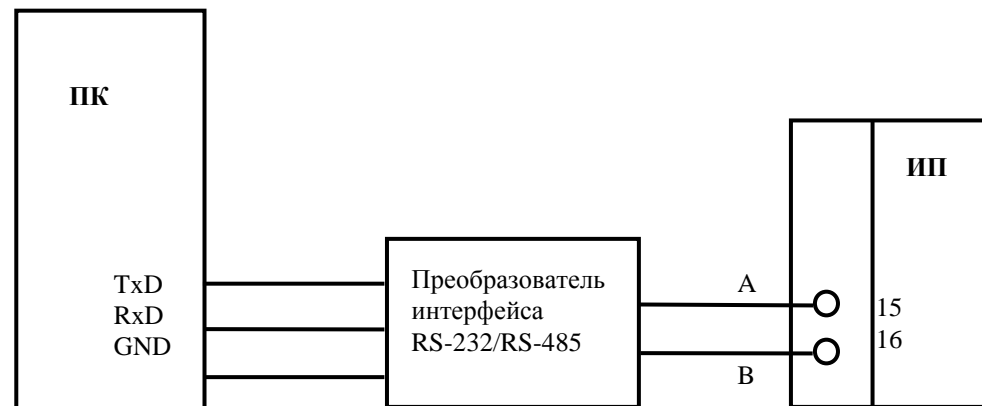 ПК
ИП
TxD
RxD
GND
Преобразователь
интерфейса
RS-232/RS-485
A
B
15
16